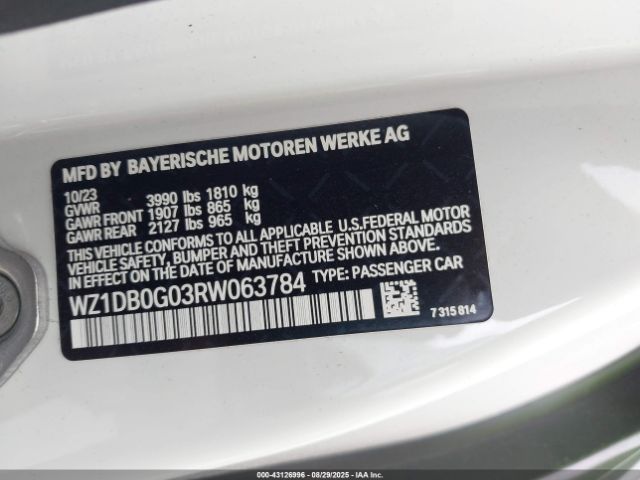 MFD BY BAYERISCHE MOTOREN WERKE AG
10/23
GVWR 3990 lbs 1810 kg
GAWR FRONT 1907 lbs 865 kg
GAWR REAR 2127 lbs 965 kg
THIS VEHICLE CONFORMS TO ALL APPLICABLE U.S.FEDERAL MOTOR
VEHICLE SAFETY, BUMPER, AND THEFT PREVENTION STANDARDS
IN EFFECT ON THE DATE OF MANUFACTURE SHOWN ABOVE.
WZ1DB0G03RW063784 TYPE: PASSENGER CAR
7 315 814
000-43126996 - 08/29/2025 - IAAI.COM